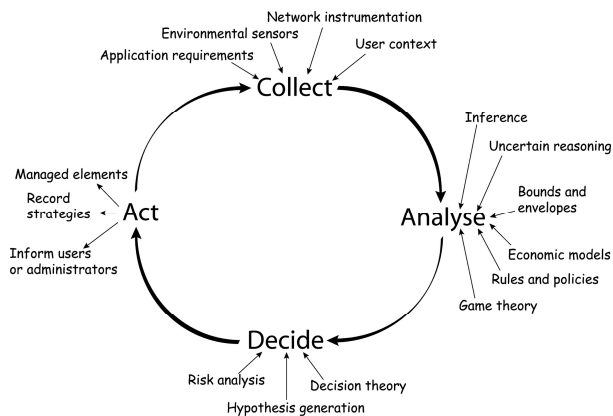 Network instrumentation
Environmental sensors
User context
Application requirements
Collect
Inference
Uncertain reasoning
Bounds and
envelopes
Analyse
Economic models
Rules and policies
Game theory
Decide
Risk analysis
Decision theory
Hypothesis generation
Act
Managed elements
Record
strategies
Inform users
or administrators